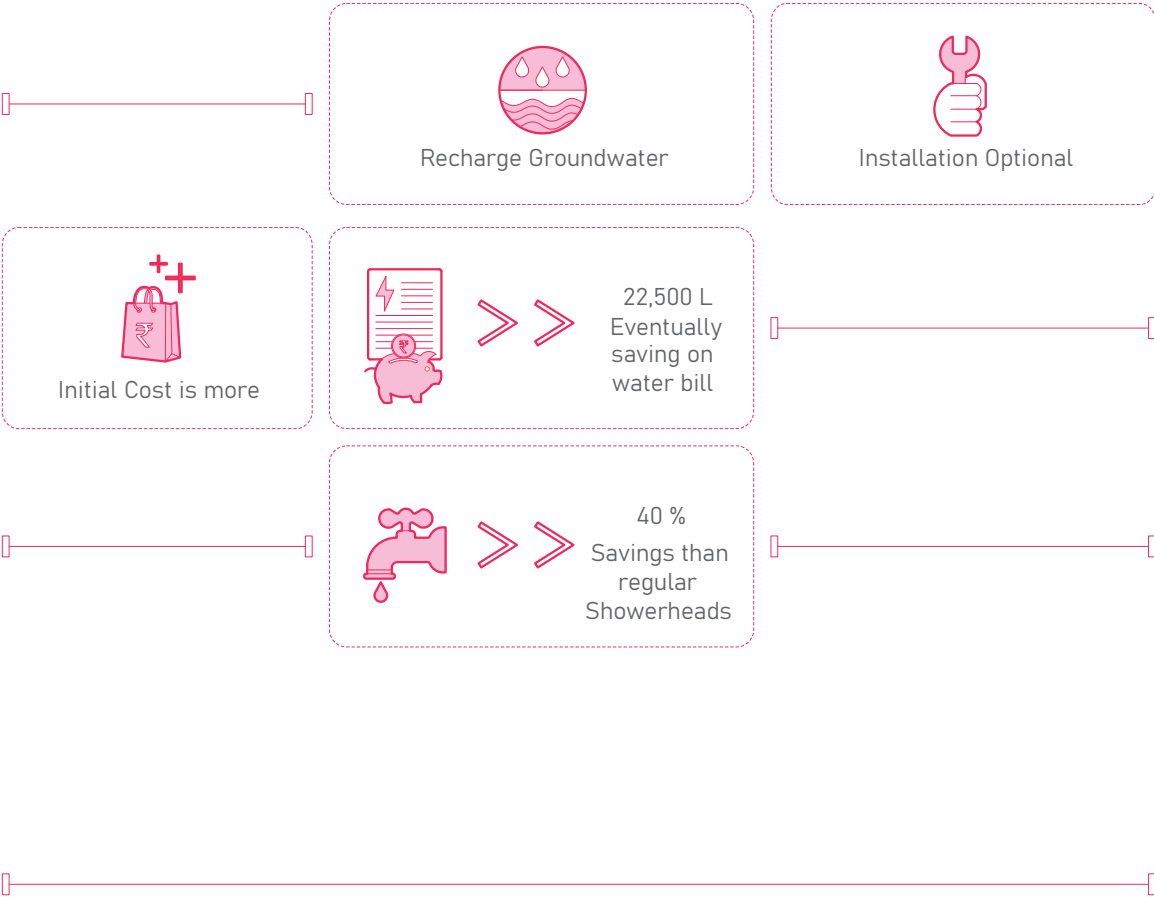 Recharge Groundwater
Installation Optional
Initial Cost is more
22,500 L
Eventually
saving on
water bill
40 %
Savings than
regular
Showerheads